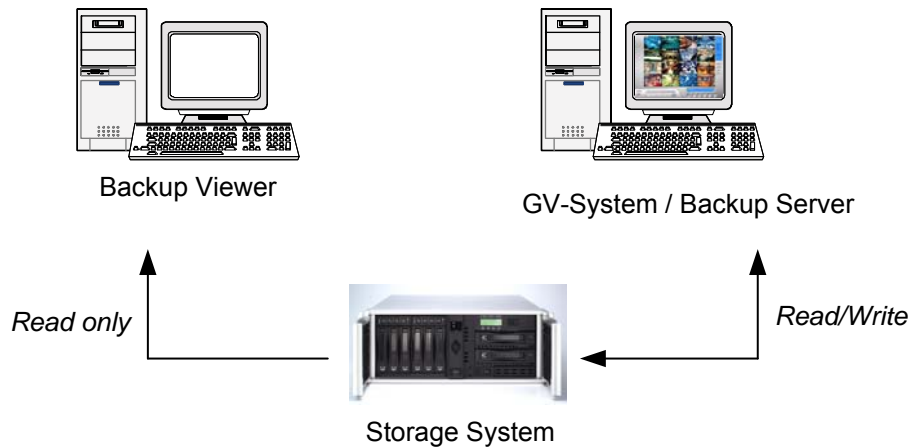 Backup Viewer
GV-System / Backup Server
Read only
Read/Write
Storage System